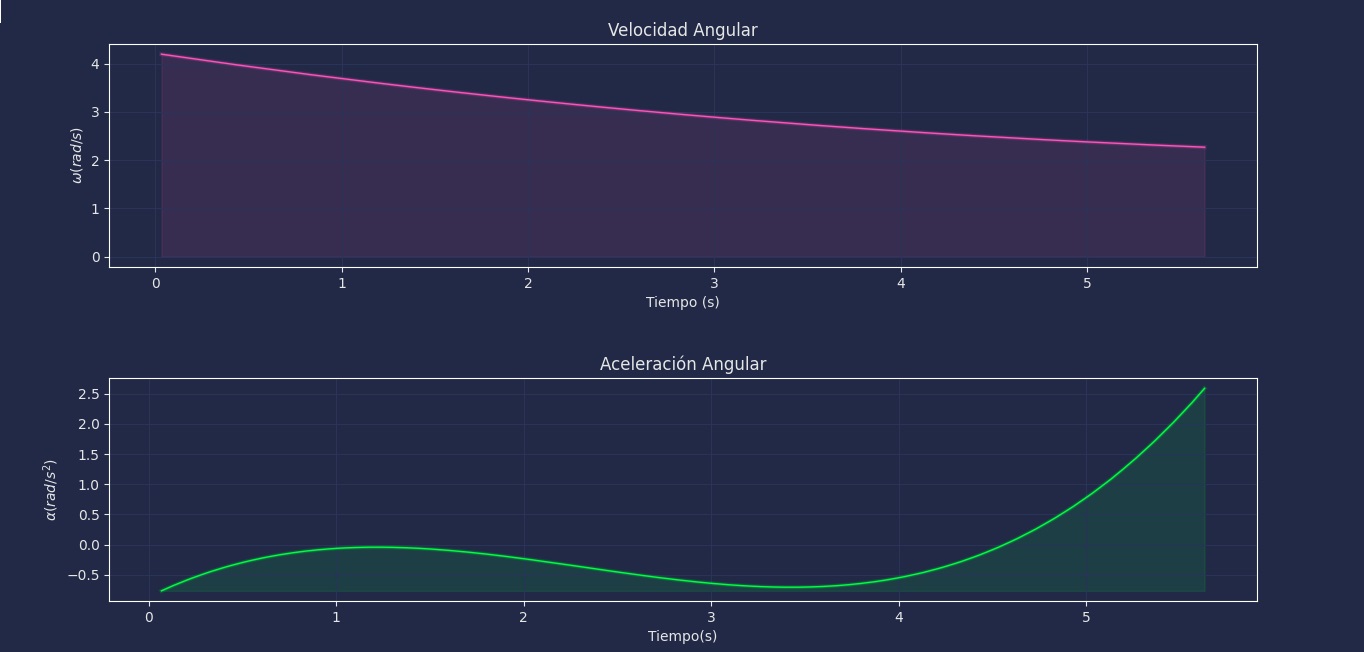 Velocidad Angular
4
3
2
1
0
ω(rad/s)
0 1 2 3 4 5
Tiempo (s)
Aceleración Angular
2.5
2.0
1.5
1.0
0.5
0.0
−0.5
α(rad/s²)
0 1 2 3 4 5
Tiempo(s)